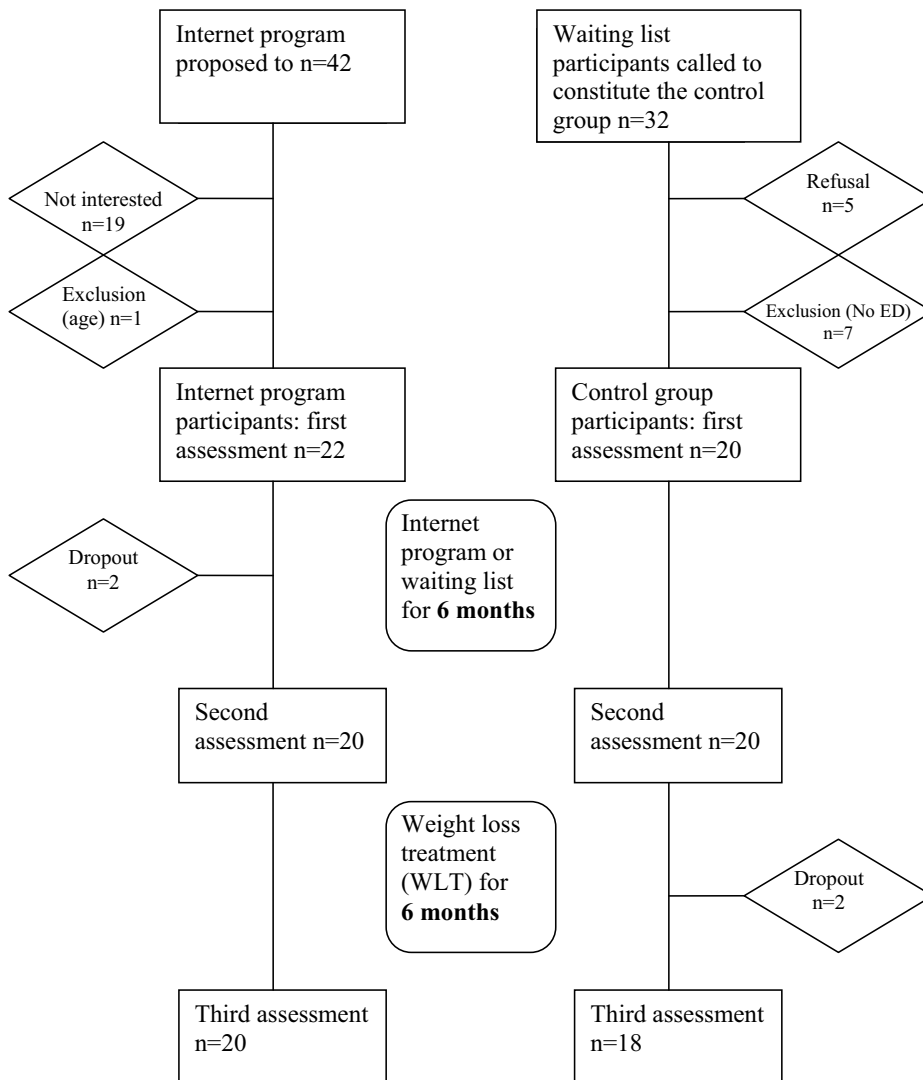 Internet program
proposed to n=42
Waiting list
participants called to
constitute the control
group n=32
Not interested
n=19
Refusal
n=5
Exclusion
(age) n=1
Exclusion (No ED)
n=7
Internet program
participants: first
assessment n=22
Control group
participants: first
assessment n=20
Internet
program or
waiting list
for 6 months
Dropout
n=2
Second
assessment n=20
Second
assessment n=20
Weight loss
treatment
(WLT) for
6 months
Dropout
n=2
Third assessment
n=20
Third assessment
n=18